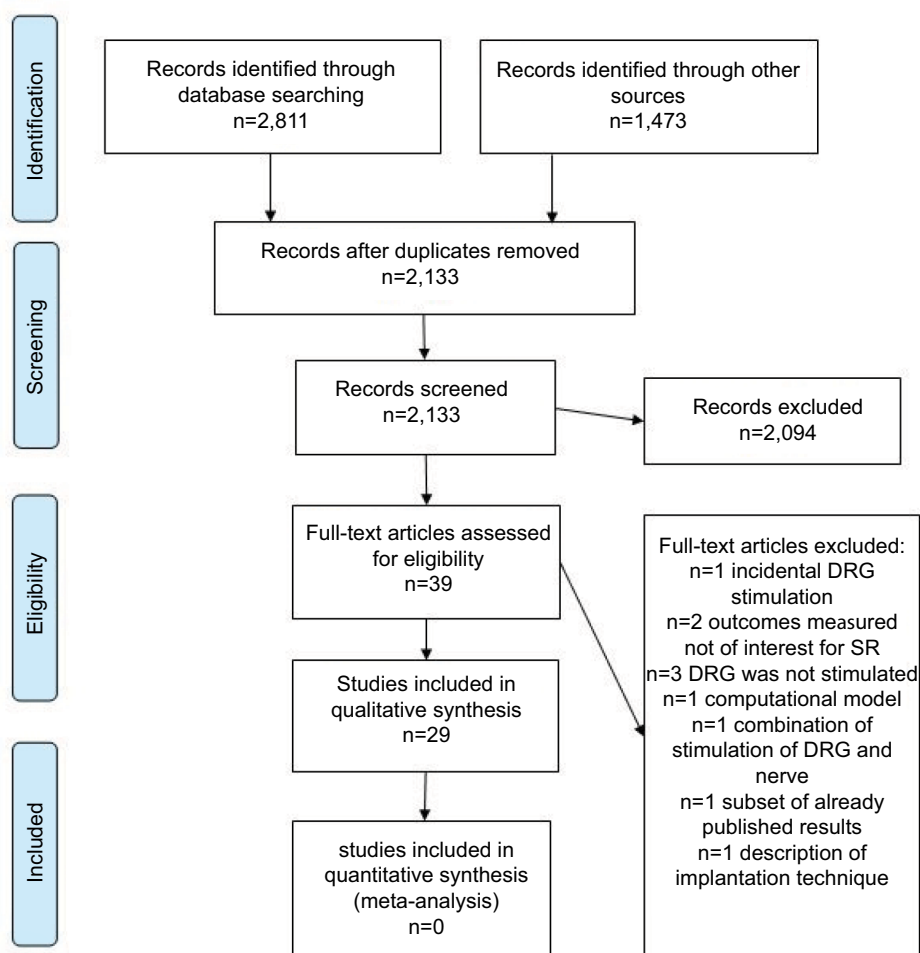 Identification
Records identified through
database searching
n=2,811
Records identified through other
sources
n=1,473
Screening
Records after duplicates removed
n=2,133
Records screened
n=2,133
Records excluded
n=2,094
Eligibility
Full-text articles assessed
for eligibility
n=39
Full-text articles excluded:
n=1 incidental DRG
stimulation
n=2 outcomes measured
not of interest for SR
n=3 DRG was not stimulated
n=1 computational model
n=1 combination of
stimulation of DRG and
nerve
n=1 subset of already
published results
n=1 description of
implantation technique
Studies included in
qualitative synthesis
n=29
Included
studies included in
quantitative synthesis
(meta-analysis)
n=0